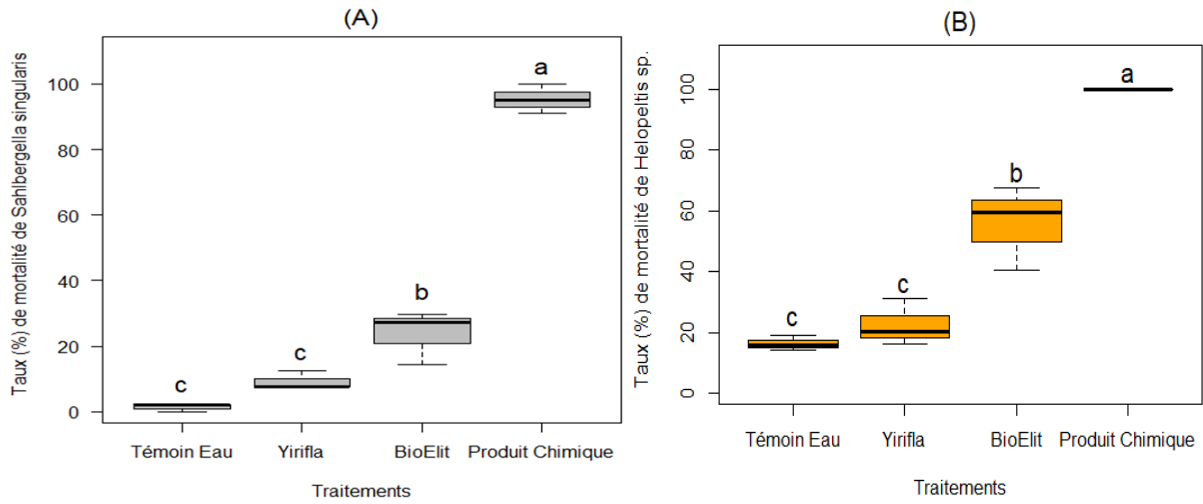 (A)
Taux (%) de mortalité de Sahlbergella singularis
100
80
60
40
20
0
c
c
b
a
Témoin Eau
Yirifla
BioElit
Produit Chimique
Traitements
(B)
Taux (%) de mortalité de Helopeltis sp.
100
80
60
40
20
0
c
c
b
a
Témoin Eau
Yirifla
BioElit
Produit Chimique
Traitements